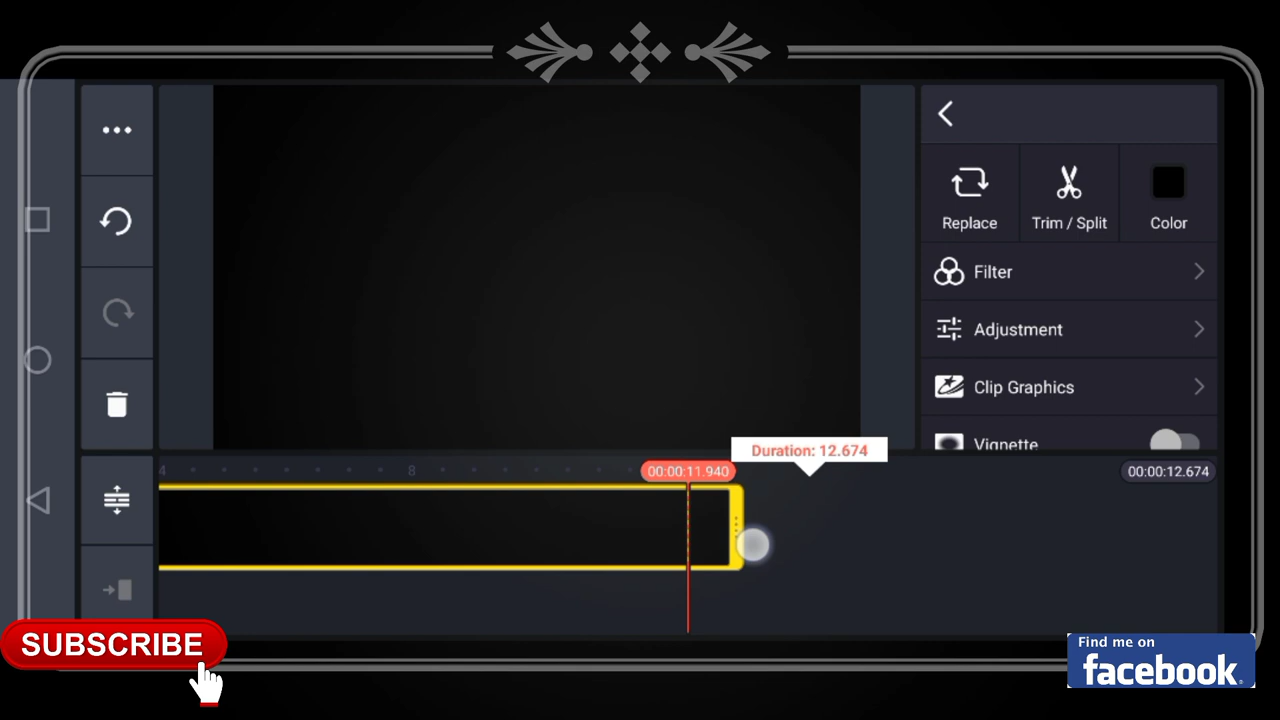 Replace
Trim / Split
Color
Filter
Adjustment
Clip Graphics
Vignette
Duration: 12.674
4
8
00:00:11.940
00:00:12.674
SUBSCRIBE
Find me on
facebook